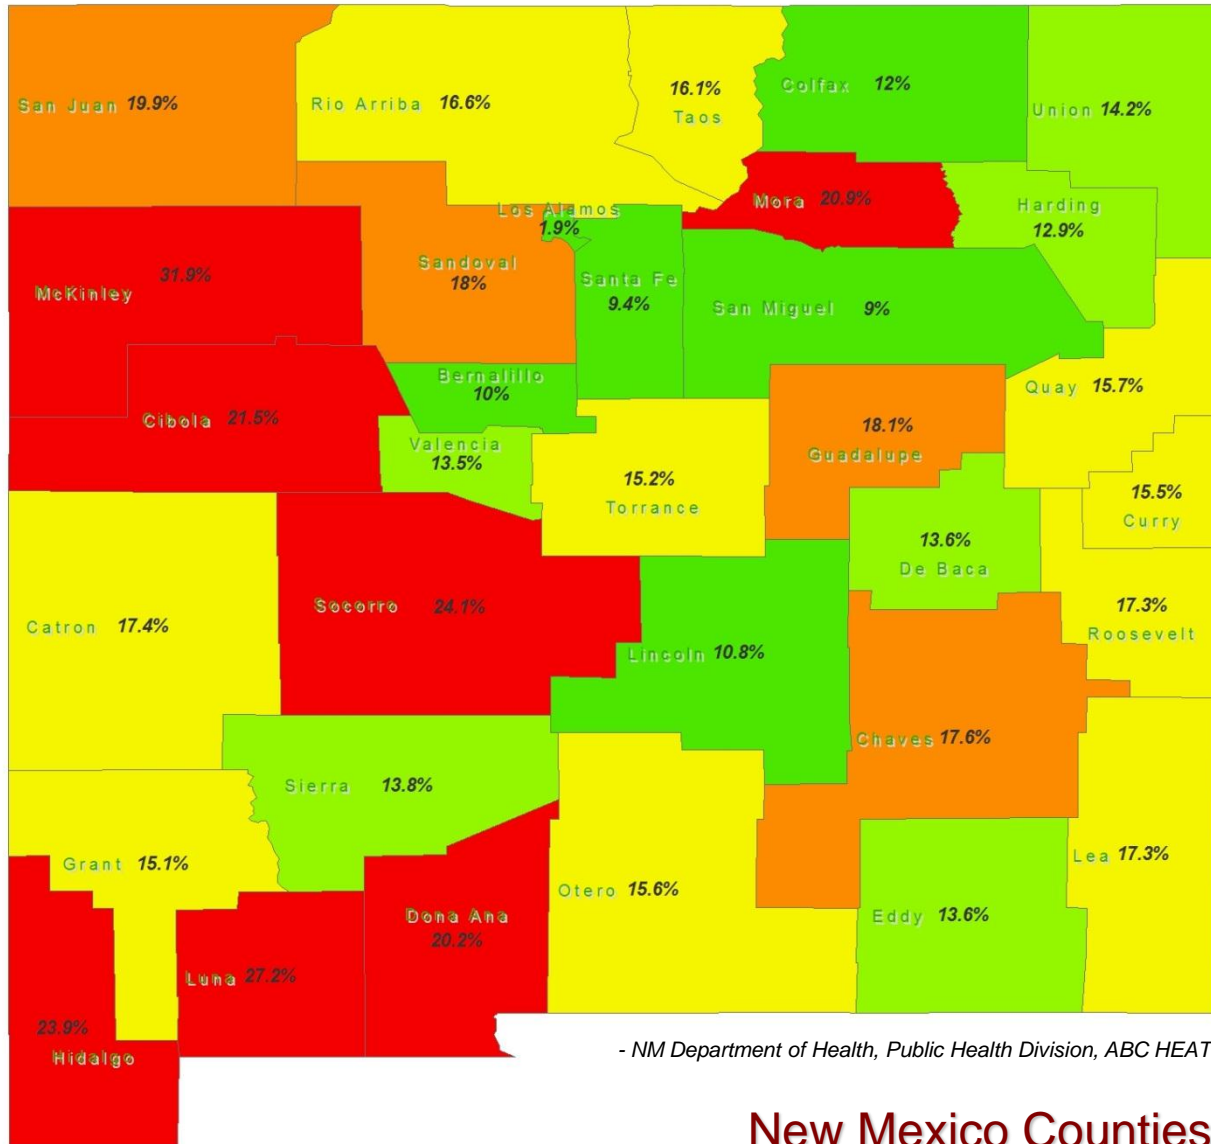 San Juan 19.9%
Rio Arriba 16.6%
16.1%
Taos
Colfax 12%
Union 14.2%
Mora 20.9%
Harding
12.9%
Los Alamos
1.9%
McKinley 31.9%
Sandoval
18%
Santa Fe
9.4%
San Miguel 9%
Bernalillo
10%
Quay 15.7%
Cibola 21.5%
Valencia
13.5%
18.1%
Guadalupe
15.2%
Torrance
15.5%
Curry
13.6%
De Baca
Catron 17.4%
Socorro 24.1%
17.3%
Roosevelt
Lincoln 10.8%
Chaves 17.6%
Sierra 13.8%
Grant 15.1%
Lea 17.3%
Otero 15.6%
Dona Ana
20.2%
Eddy 13.6%
Luna 27.2%
23.9%
Hidalgo
- NM Department of Health, Public Health Division, ABC HEAT
New Mexico Counties